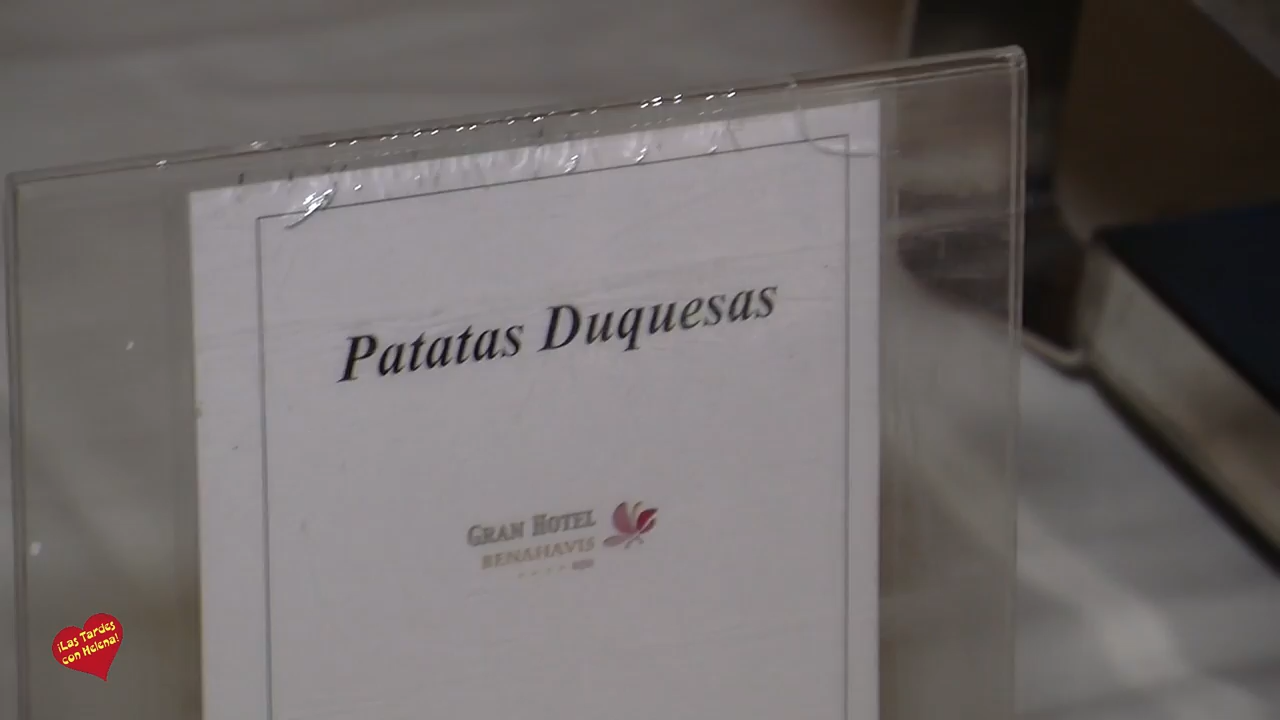 Patatas Duquesas
GRAN HOTEL
BENAHAVIS
¡Las Tardes
con Helena!